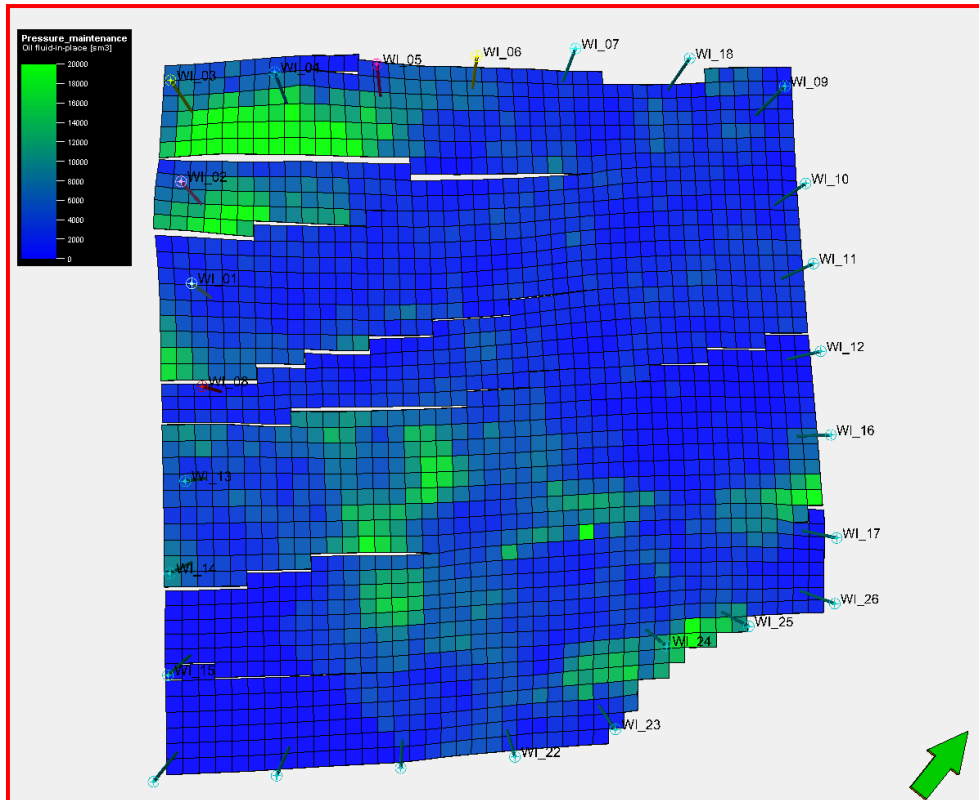 Pressure_maintenance
Oil fluid-in-place [sm3]
20000
18000
16000
14000
12000
10000
8000
6000
4000
2000
0
WI_03
WI_04
WI_05
WI_06
WI_07
WI_18
WI_09
WI_02
WI_10
WI_01
WI_11
WI_12
WI_08
WI_16
WI_13
WI_17
WI_14
WI_26
WI_25
WI_24
WI_15
WI_23
WI_22